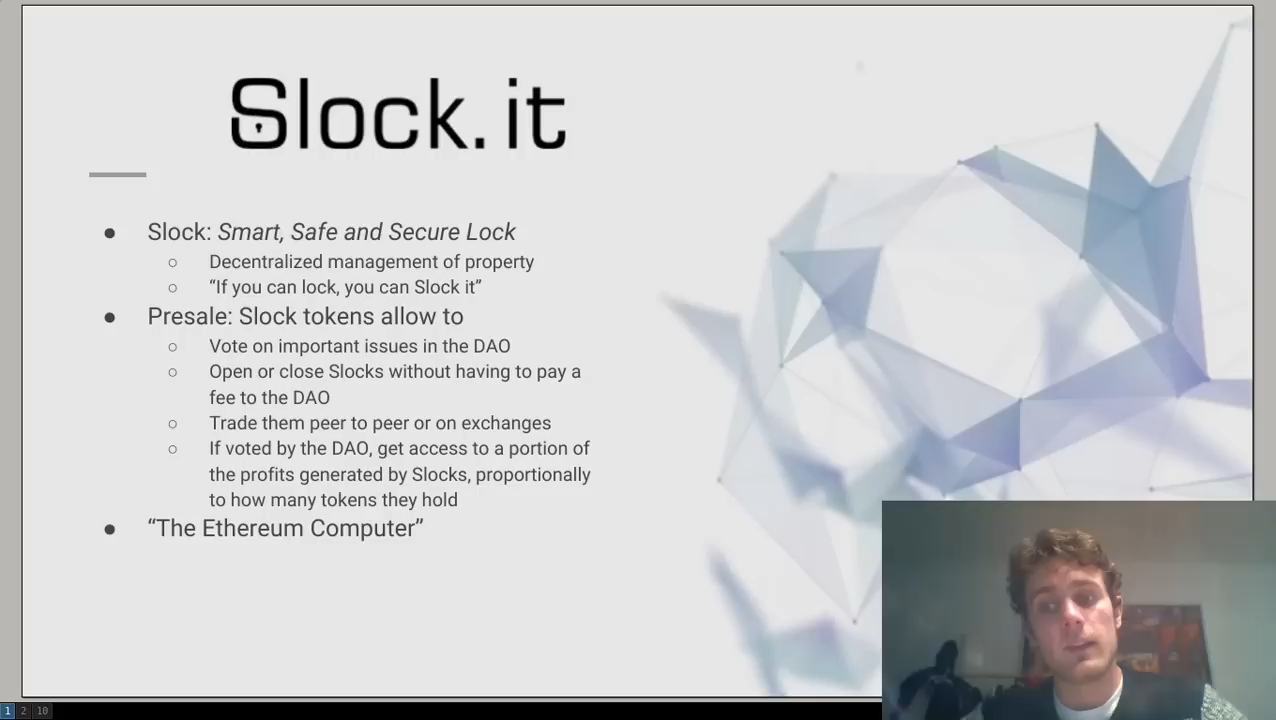 Slock.it
● Slock: Smart, Safe and Secure Lock
○ Decentralized management of property
○ “If you can lock, you can Slock it”
● Presale: Slock tokens allow to
○ Vote on important issues in the DAO
○ Open or close Slocks without having to pay a
fee to the DAO
○ Trade them peer to peer or on exchanges
○ If voted by the DAO, get access to a portion of
the profits generated by Slocks, proportionally
to how many tokens they hold
● “The Ethereum Computer”
1 2 10